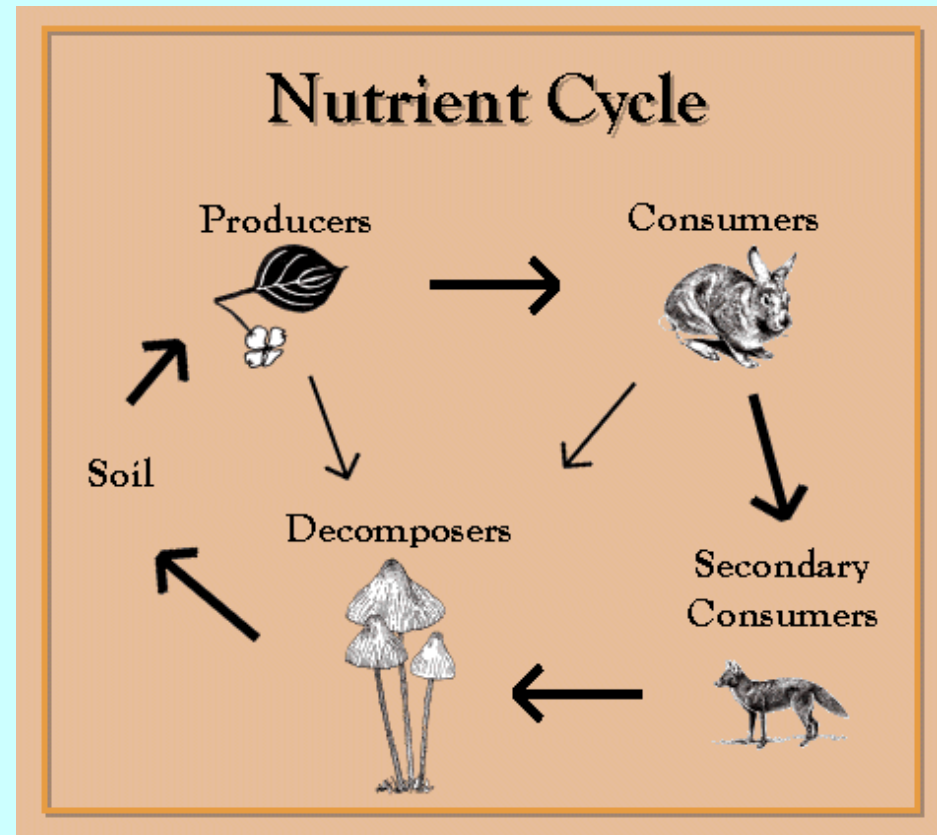 Nutrient Cycle
Producers
Consumers
Soil
Decomposers
Secondary
Consumers